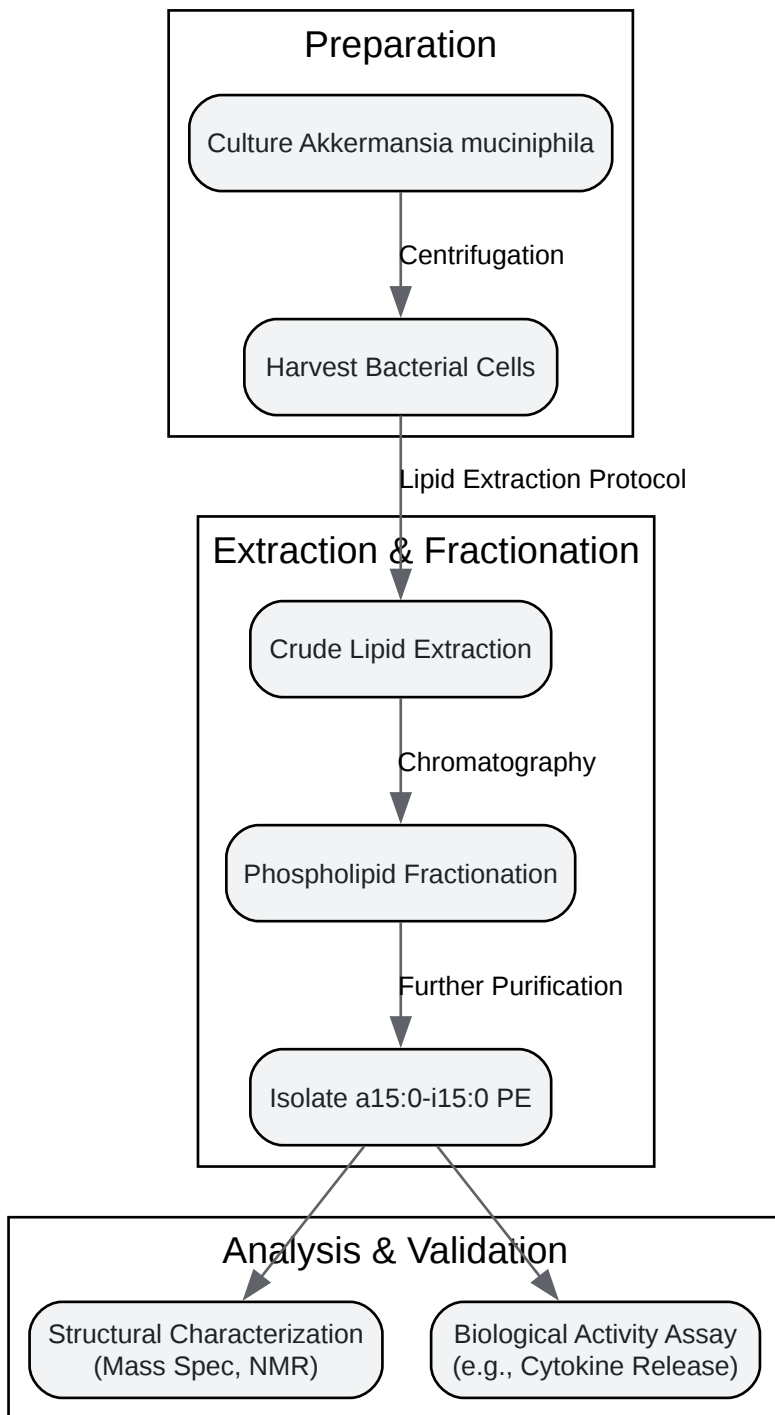 Preparation
Culture Akkermansia muciniphila
Centrifugation
Harvest Bacterial Cells
Lipid Extraction Protocol
Extraction & Fractionation
Crude Lipid Extraction
Chromatography
Phospholipid Fractionation
Further Purification
Isolate a15:0-i15:0 PE
Analysis & Validation
Structural Characterization
(Mass Spec, NMR)
Biological Activity Assay
(e.g., Cytokine Release)